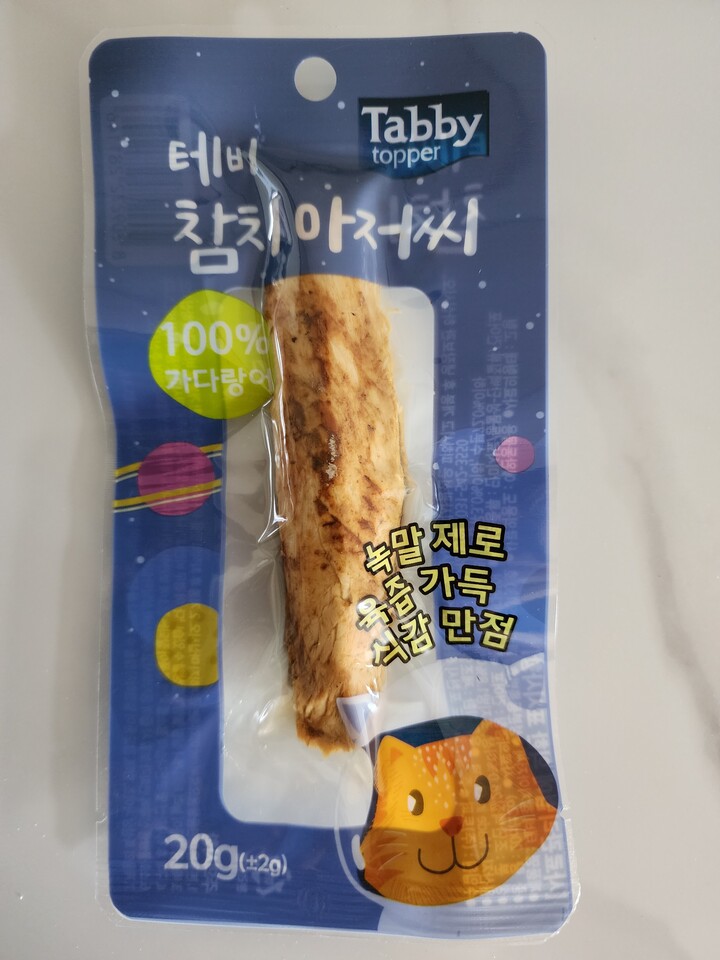 Tabby
topper
테비
참치 아저씨
100%
가다랑어
녹말 제로
육즙 가득
식감 만점
20g(±2g)